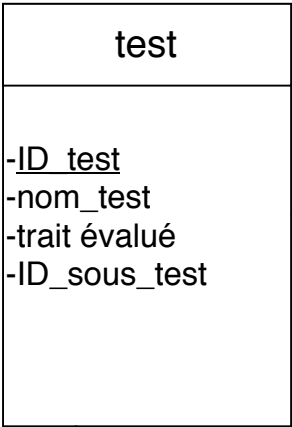 test
-ID_test
-nom_test
-trait évalué
-ID_sous_test